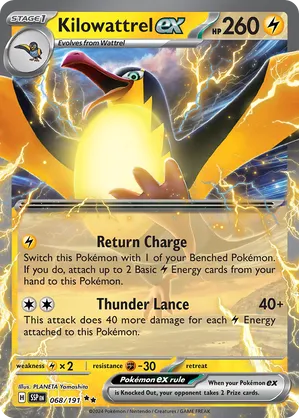 STAGE1 Kilowattrel ex HP 260
Evolves from Wattrel
Return Charge
Switch this Pokémon with 1 of your Benched Pokémon.
If you do, attach up to 2 Basic Energy cards from
your hand to this Pokémon.
Thunder Lance 40+
This attack does 40 more damage for each Energy
attached to this Pokémon.
weakness ×2 resistance -30 retreat
Pokémon ex rule
When your Pokémon ex
is Knocked Out, your opponent takes 2 Prize cards.
Illus. PLANETA Yamashita
H SSP EN 068/191
©2024 Pokémon / Nintendo / Creatures / GAME FREAK